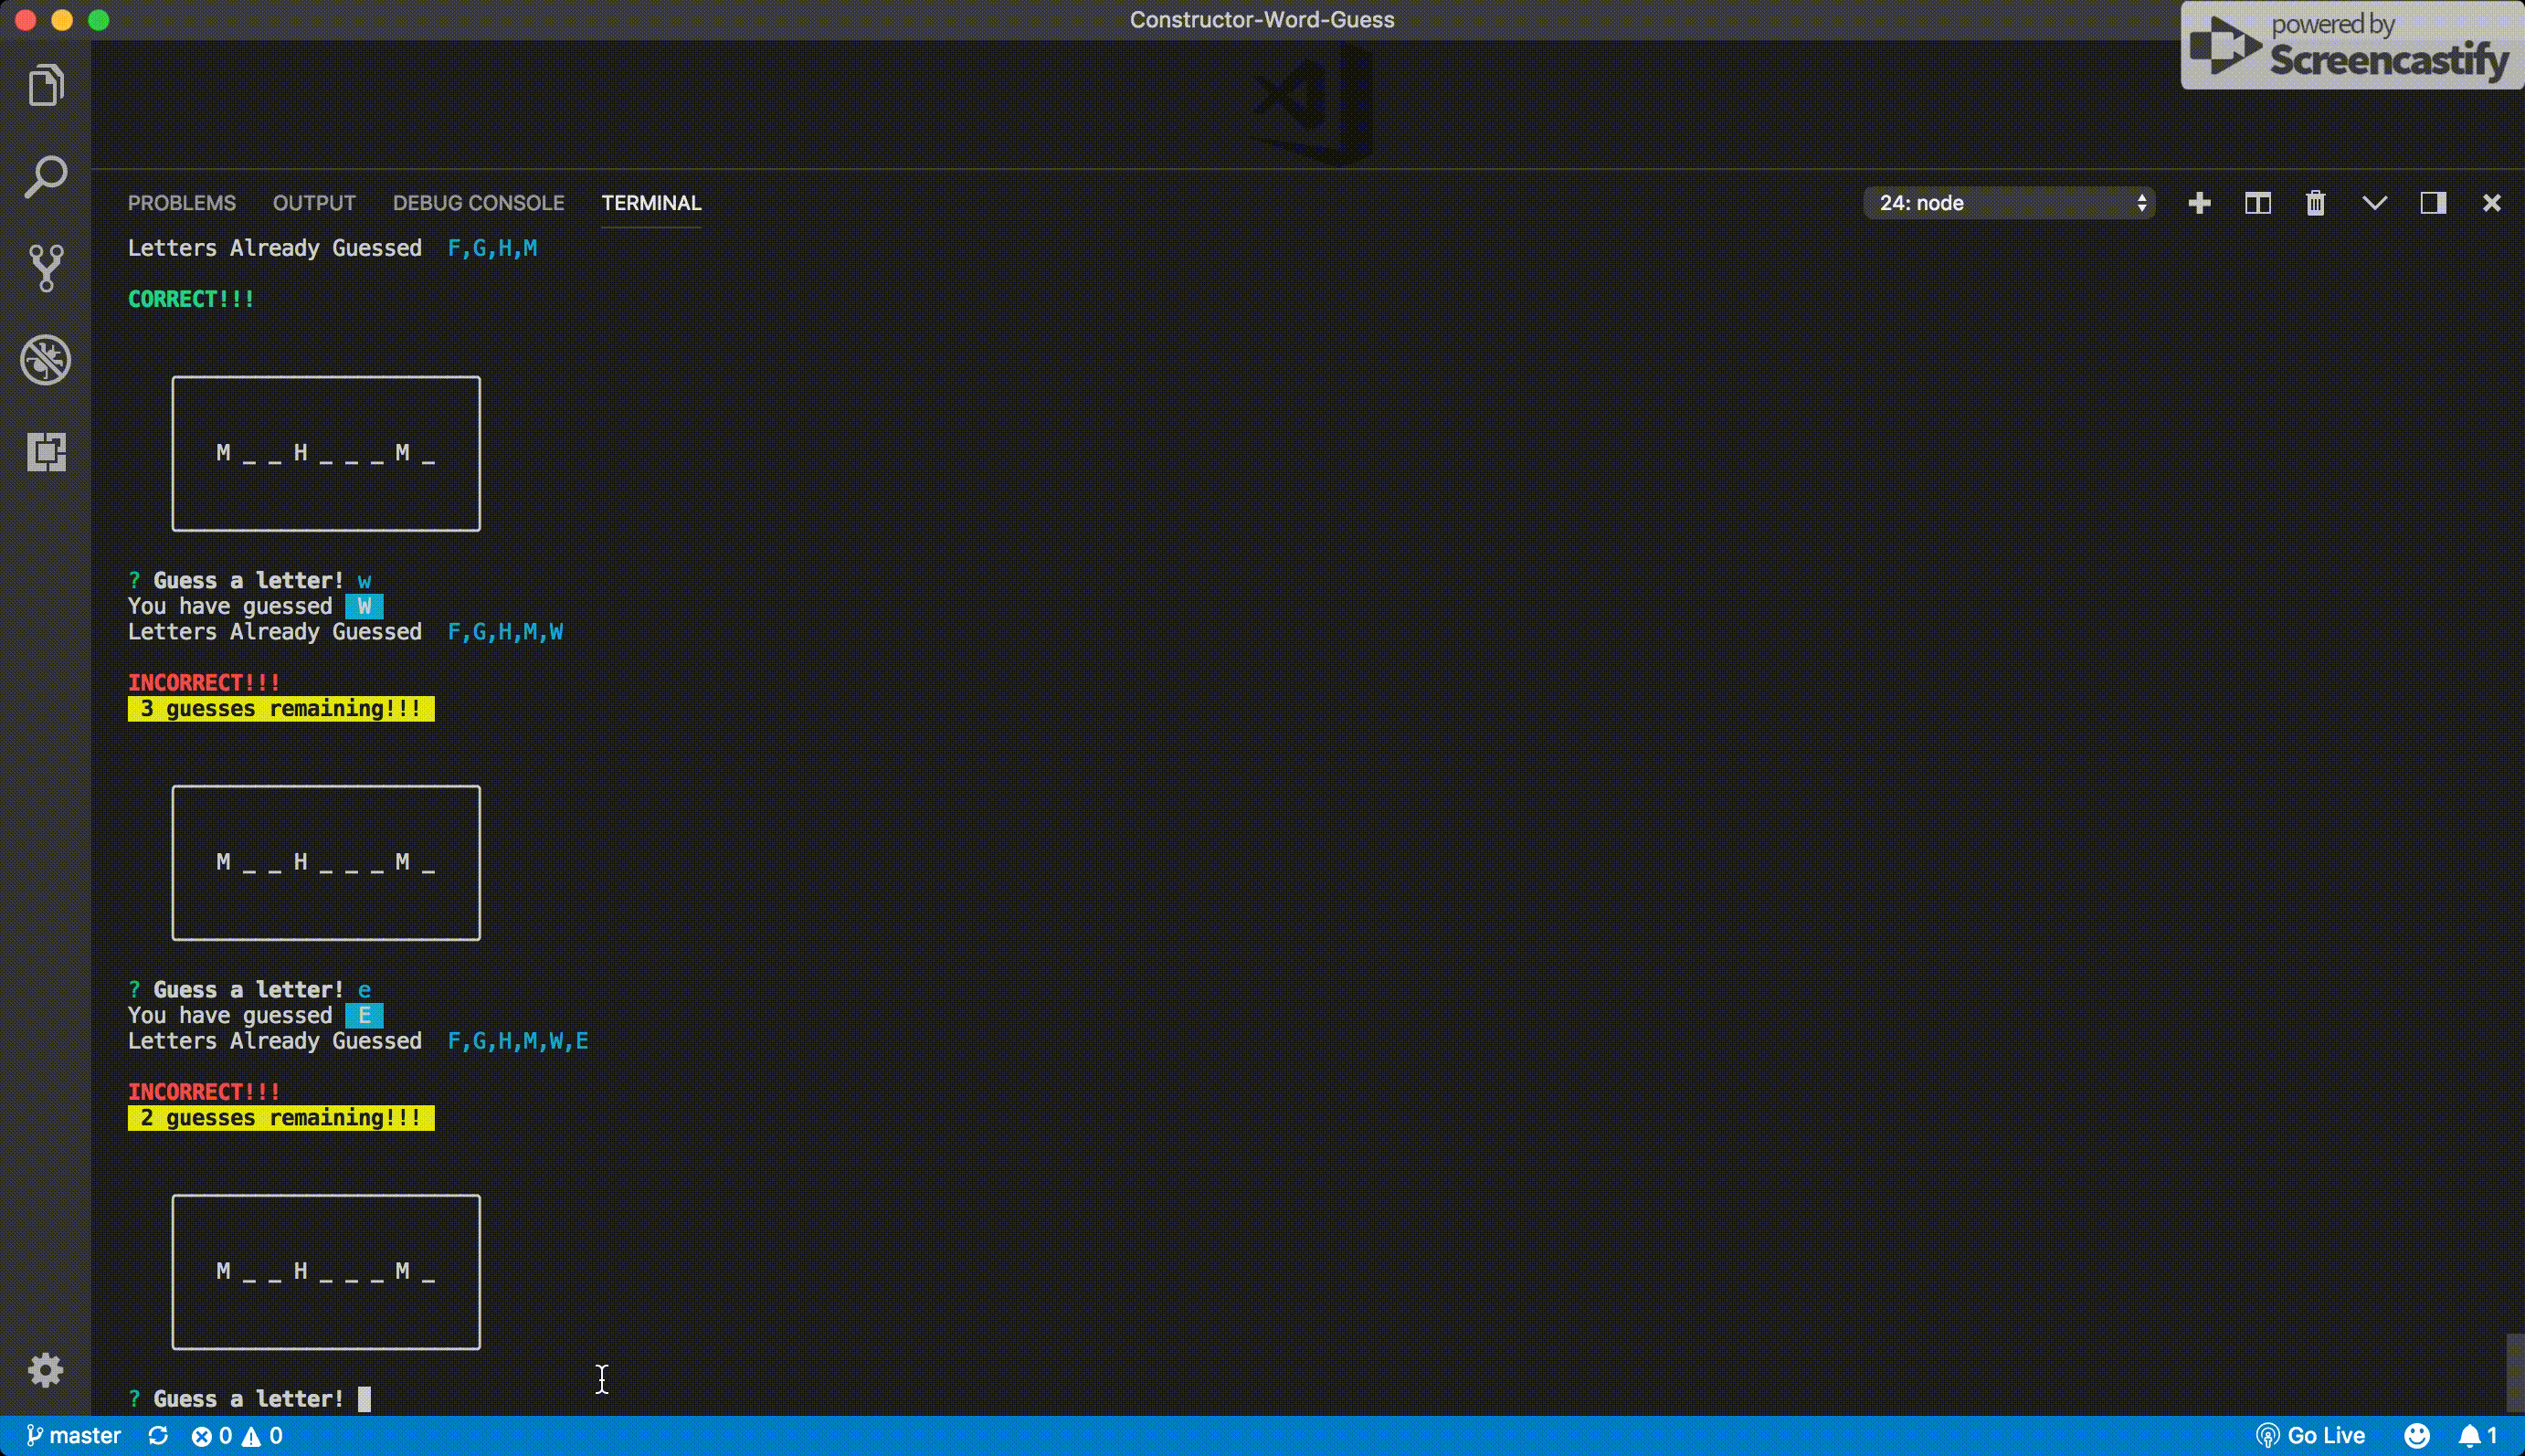 Constructor-Word-Guess
powered by
Screencastify
PROBLEMS OUTPUT DEBUG CONSOLE TERMINAL 24: node
Letters Already Guessed F,G,H,M
CORRECT!!!
M _ _ H _ _ _ M _
? Guess a letter! w
You have guessed W
Letters Already Guessed F,G,H,M,W
INCORRECT!!!
3 guesses remaining!!!
M _ _ H _ _ _ M _
? Guess a letter! e
You have guessed E
Letters Already Guessed F,G,H,M,W,E
INCORRECT!!!
2 guesses remaining!!!
M _ _ H _ _ _ M _
? Guess a letter!
master 0 0 Go Live 1